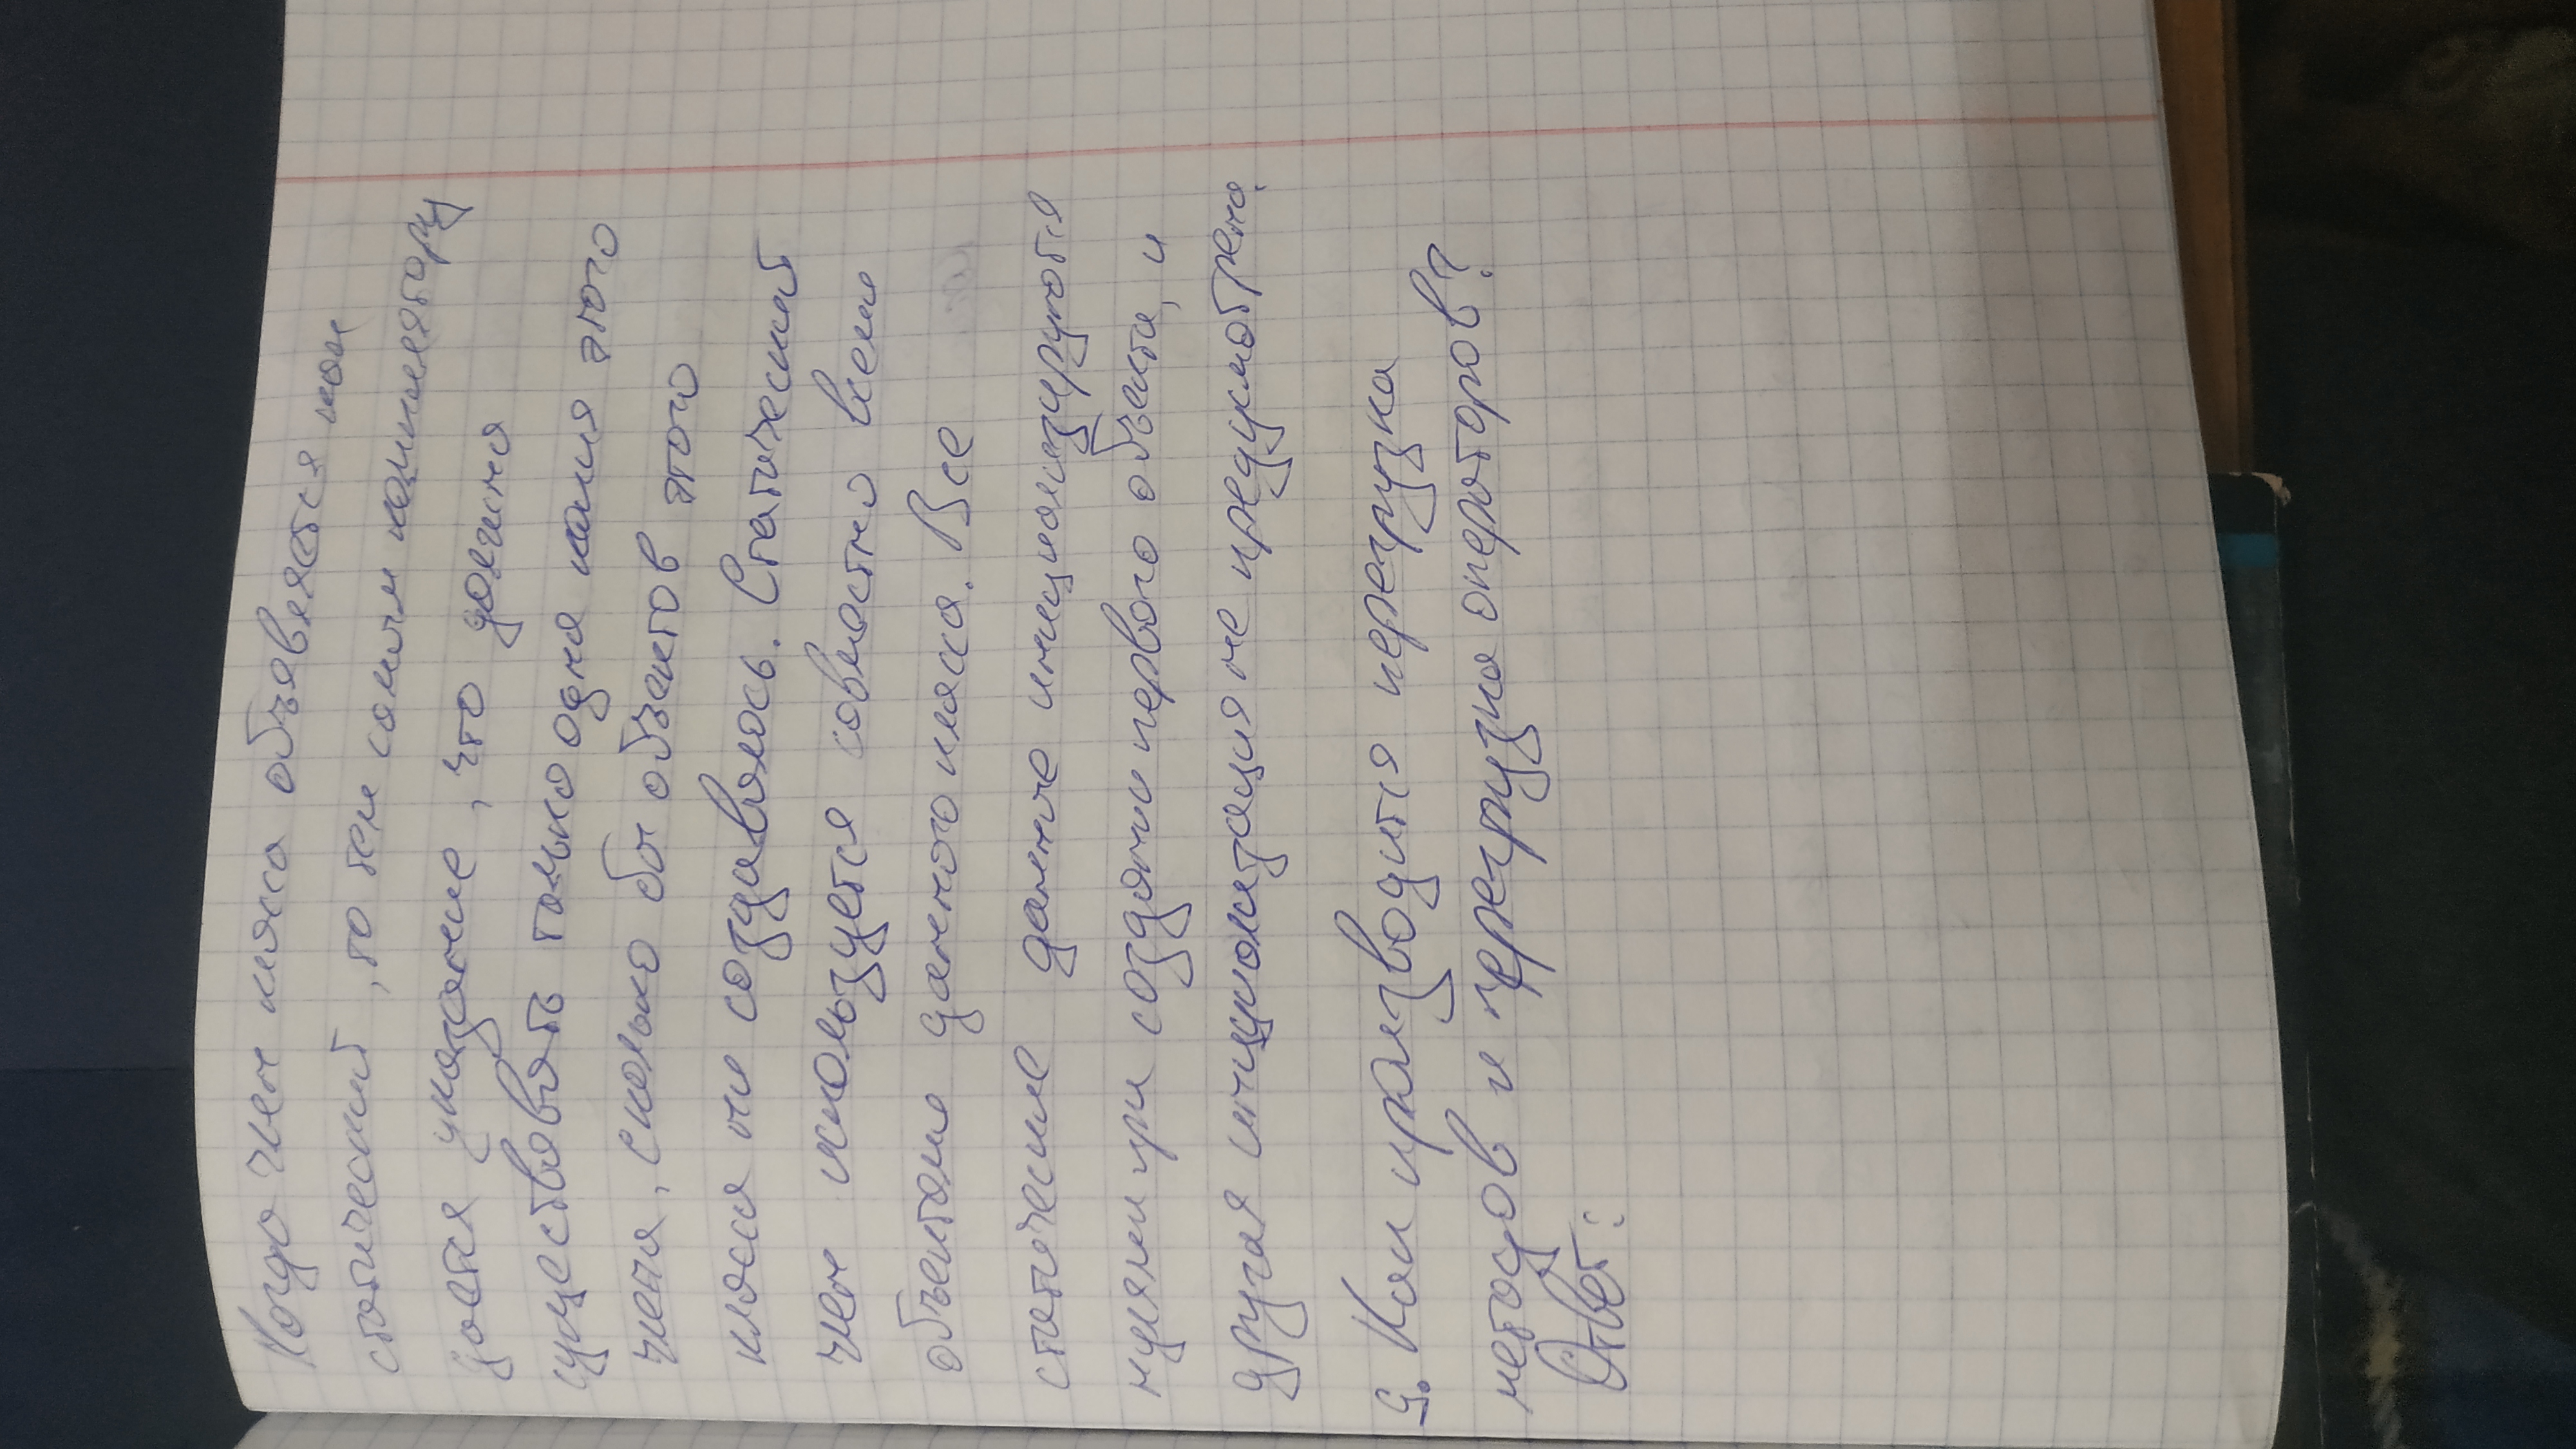 Когда член класса объявляется как
статический, то тем самым компилятору
дается указание, что должна
существовать только одна копия этого
члена, сколько бы объектов этого
класса ни создавалось. Статический
член используется совместно всеми
объектами данного класса. Все
статические данные инициализируются
нулями при создании первого объекта, и
другая инициализация не предусмотрена.
9. Как производится перегрузка
методов и перегрузка операторов?
Ответ: